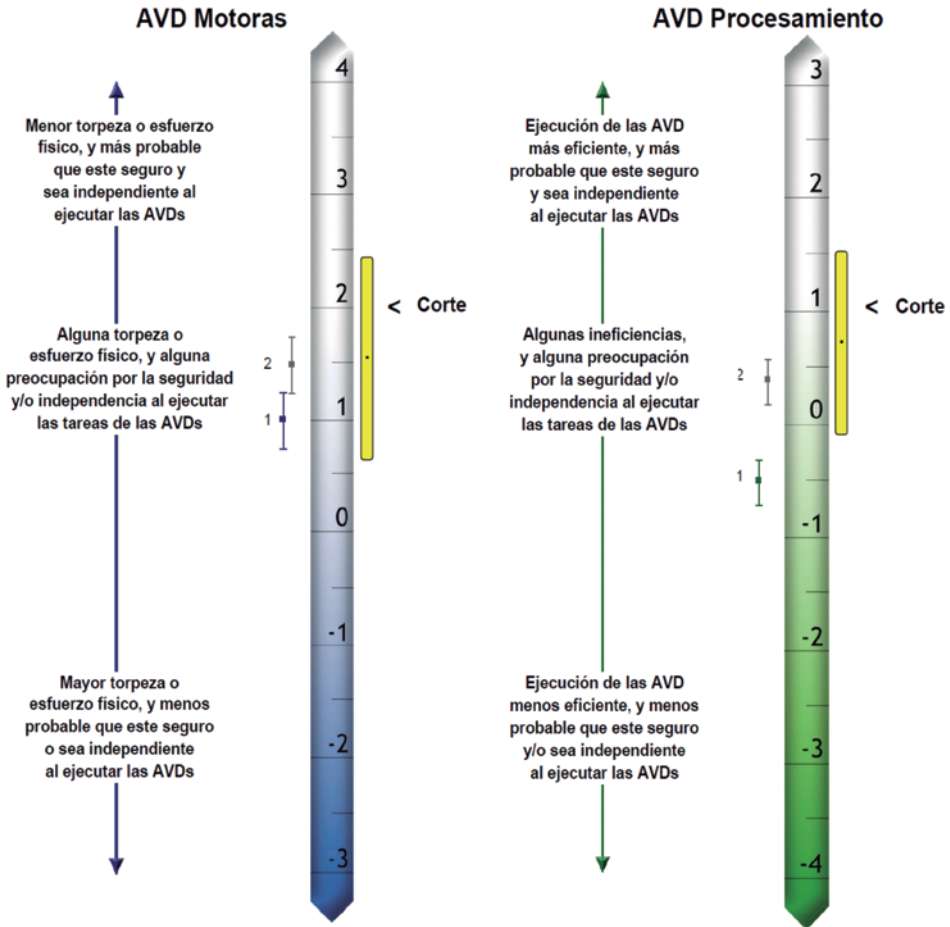 AVD Motoras
4
Menor torpeza o esfuerzo
físico, y más probable
que este seguro y
sea independiente al
ejecutar las AVDs
3
2
< Corte
Alguna torpeza o
esfuerzo físico, y alguna
preocupación por la seguridad
y/o independencia al ejecutar
las tareas de las AVDs
2
1
1
0
-1
Mayor torpeza o
esfuerzo físico, y menos
probable que este seguro
o sea independiente
al ejecutar las AVDs
-2
-3
AVD Procesamiento
3
Ejecución de las AVD
más eficiente, y más
probable que este seguro
y sea independiente
al ejecutar las AVDs
2
1
< Corte
Algunas ineficiencias,
y alguna preocupación
por la seguridad y/o
independencia al ejecutar
las tareas de las AVDs
2
0
1
-1
-2
Ejecución de las AVD
menos eficiente, y menos
probable que este seguro
y/o sea independiente
al ejecutar las AVDs
-3
-4